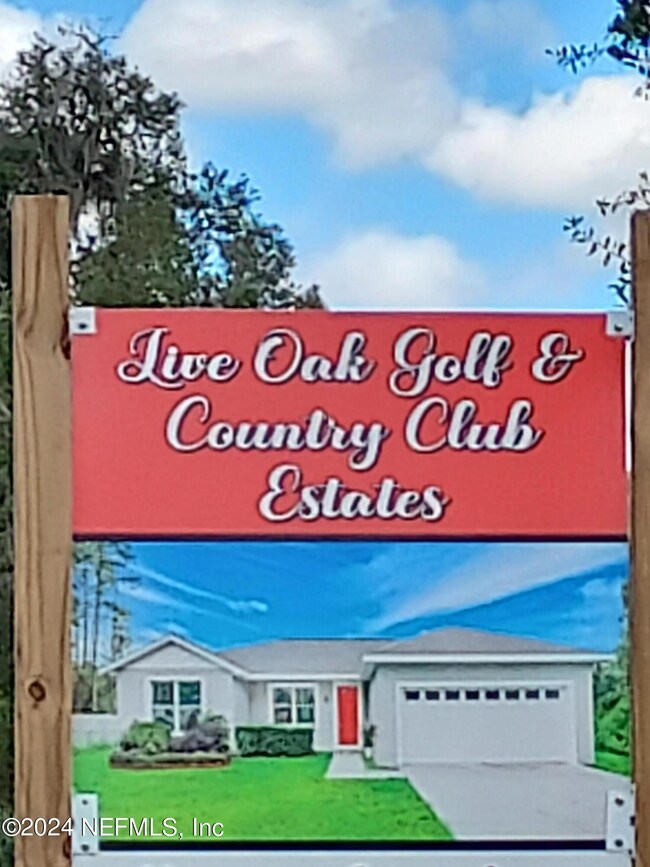 Live Oak Golf &
Country Club
Estates
©2024 NEFMLS, Inc